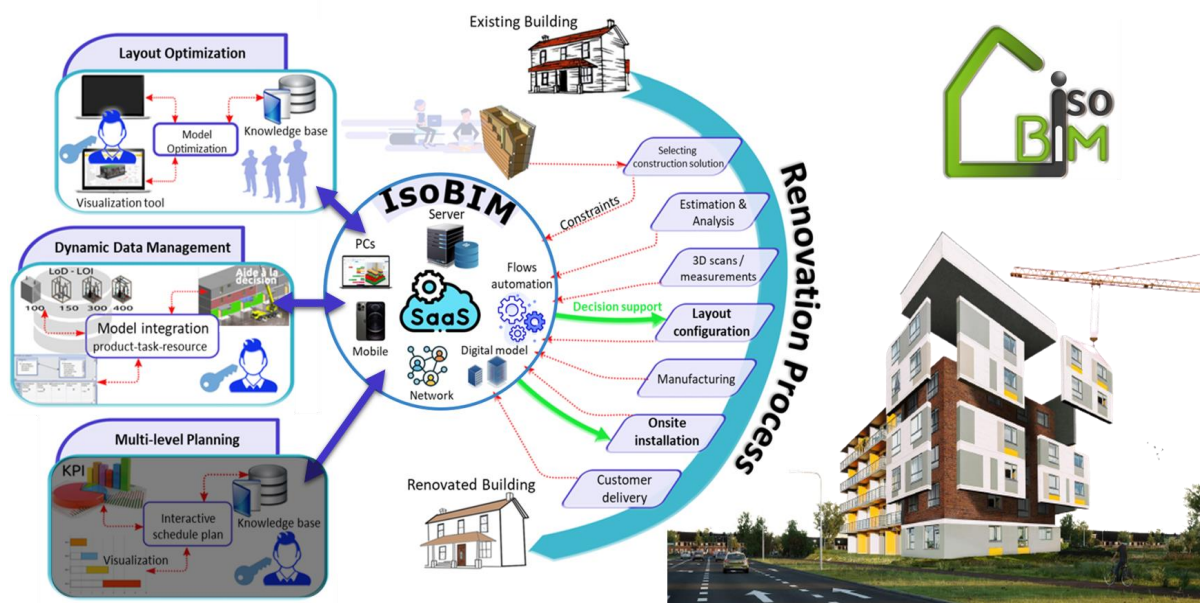 Existing Building
Layout Optimization
Model
Optimization
Knowledge base
Visualization tool
Dynamic Data Management
LoD - LOI
100
150
300
400
Aide à la
décision
Model integration
product-task-resource
Multi-level Planning
KPI
Interactive
schedule plan
Knowledge base
Visualization
IsoBIM
Server
PCs
Flows
automation
SaaS
Mobile
Digital model
Network
Constraints
Decision support
Selecting
construction solution
Estimation &
Analysis
3D scans /
measurements
Layout
configuration
Manufacturing
Onsite
installation
Customer
delivery
Renovated Building
Renovation Process
iSO
BiM